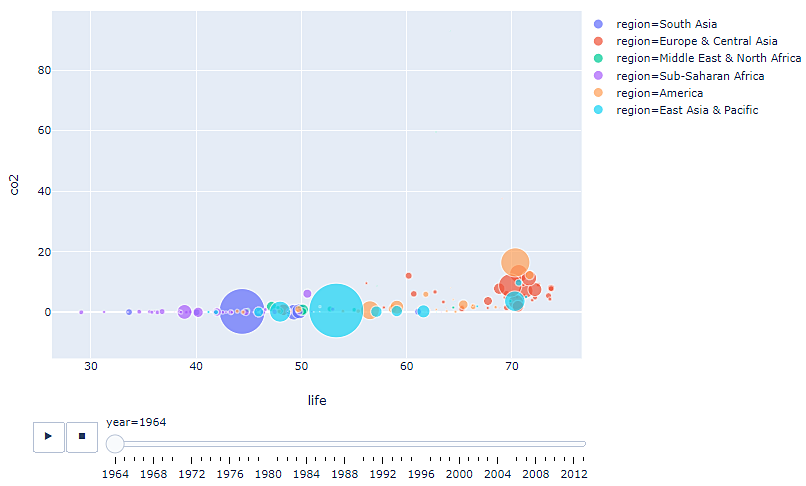 region=South Asia
region=Europe & Central Asia
region=Middle East & North Africa
region=Sub-Saharan Africa
region=America
region=East Asia & Pacific
80
60
40
20
0
co2
30 40 50 60 70
life
year=1964
1964 1968 1972 1976 1980 1984 1988 1992 1996 2000 2004 2008 2012